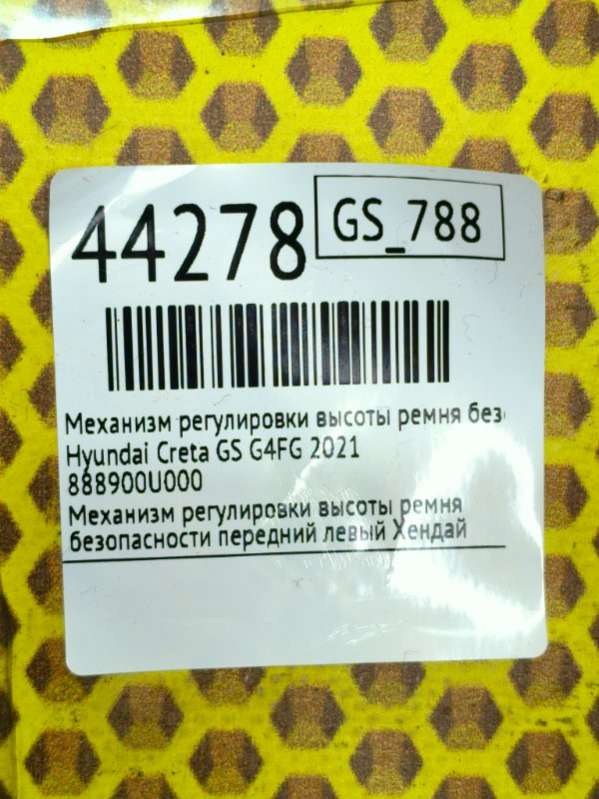 44278
GS_788
Механизм регулировки высоты ремня без
Hyundai Creta GS G4FG 2021
888900U000
Механизм регулировки высоты ремня
безопасности передний левый Хендай